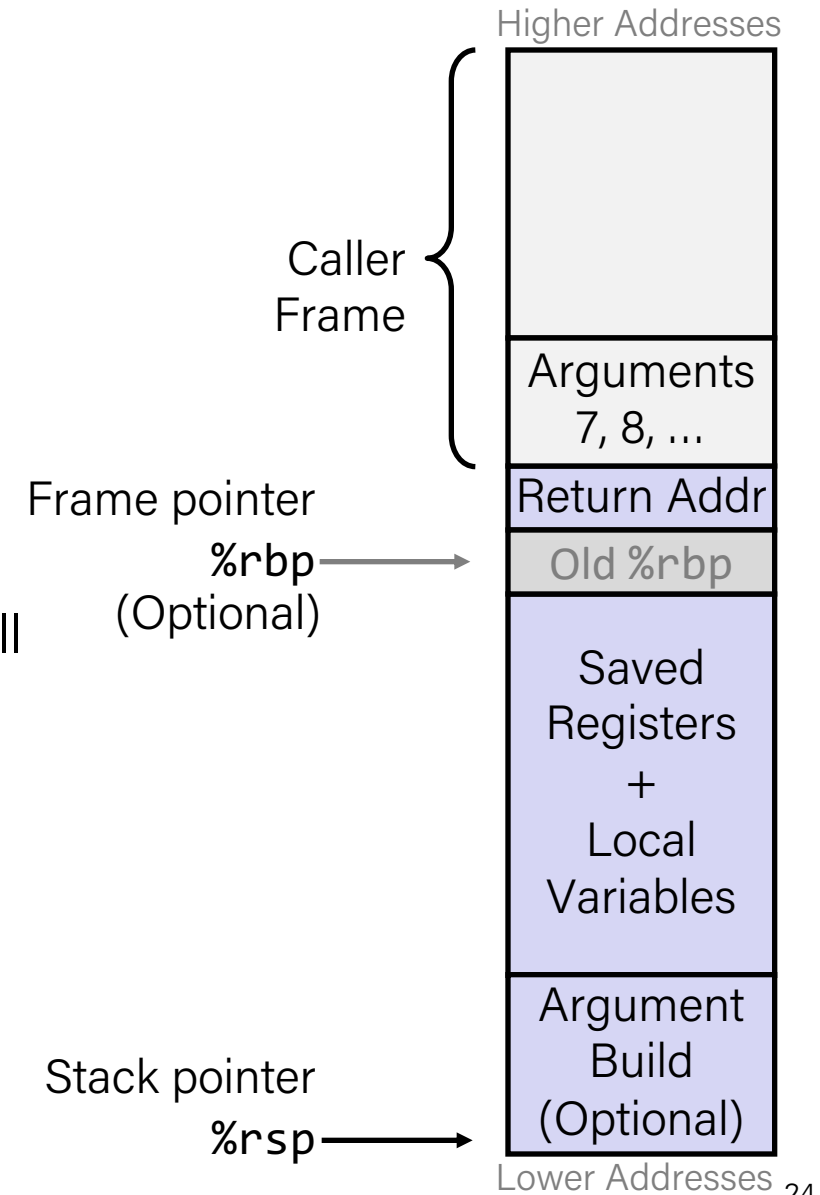 Higher Addresses
Caller
Frame
Arguments
7, 8, ...
Return Addr
Frame pointer
%rbp
(Optional)
Old %rbp
ll
Saved
Registers
+
Local
Variables
Argument
Build
(Optional)
Stack pointer
%rsp
Lower Addresses
24